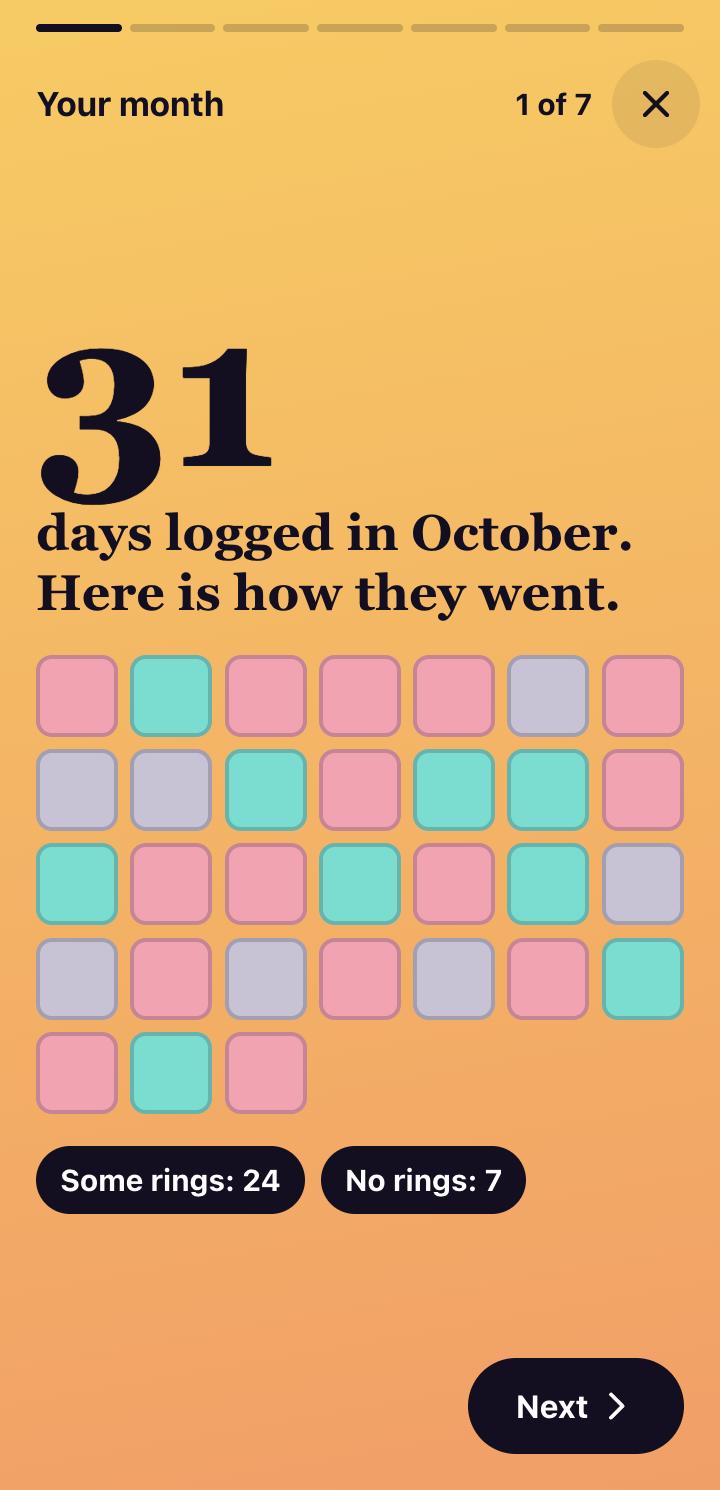 Your month
1 of 7
31
days logged in October.
Here is how they went.
Some rings: 24
No rings: 7
Next